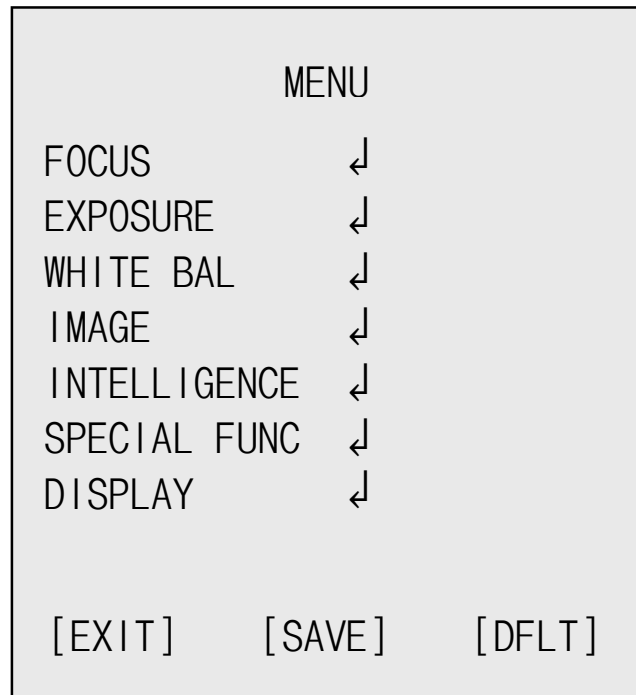 MENU
FOCUS ↲
EXPOSURE ↲
WHITE BAL ↲
IMAGE ↲
INTELLIGENCE ↲
SPECIAL FUNC ↲
DISPLAY ↲
[EXIT] [SAVE] [DFLT]